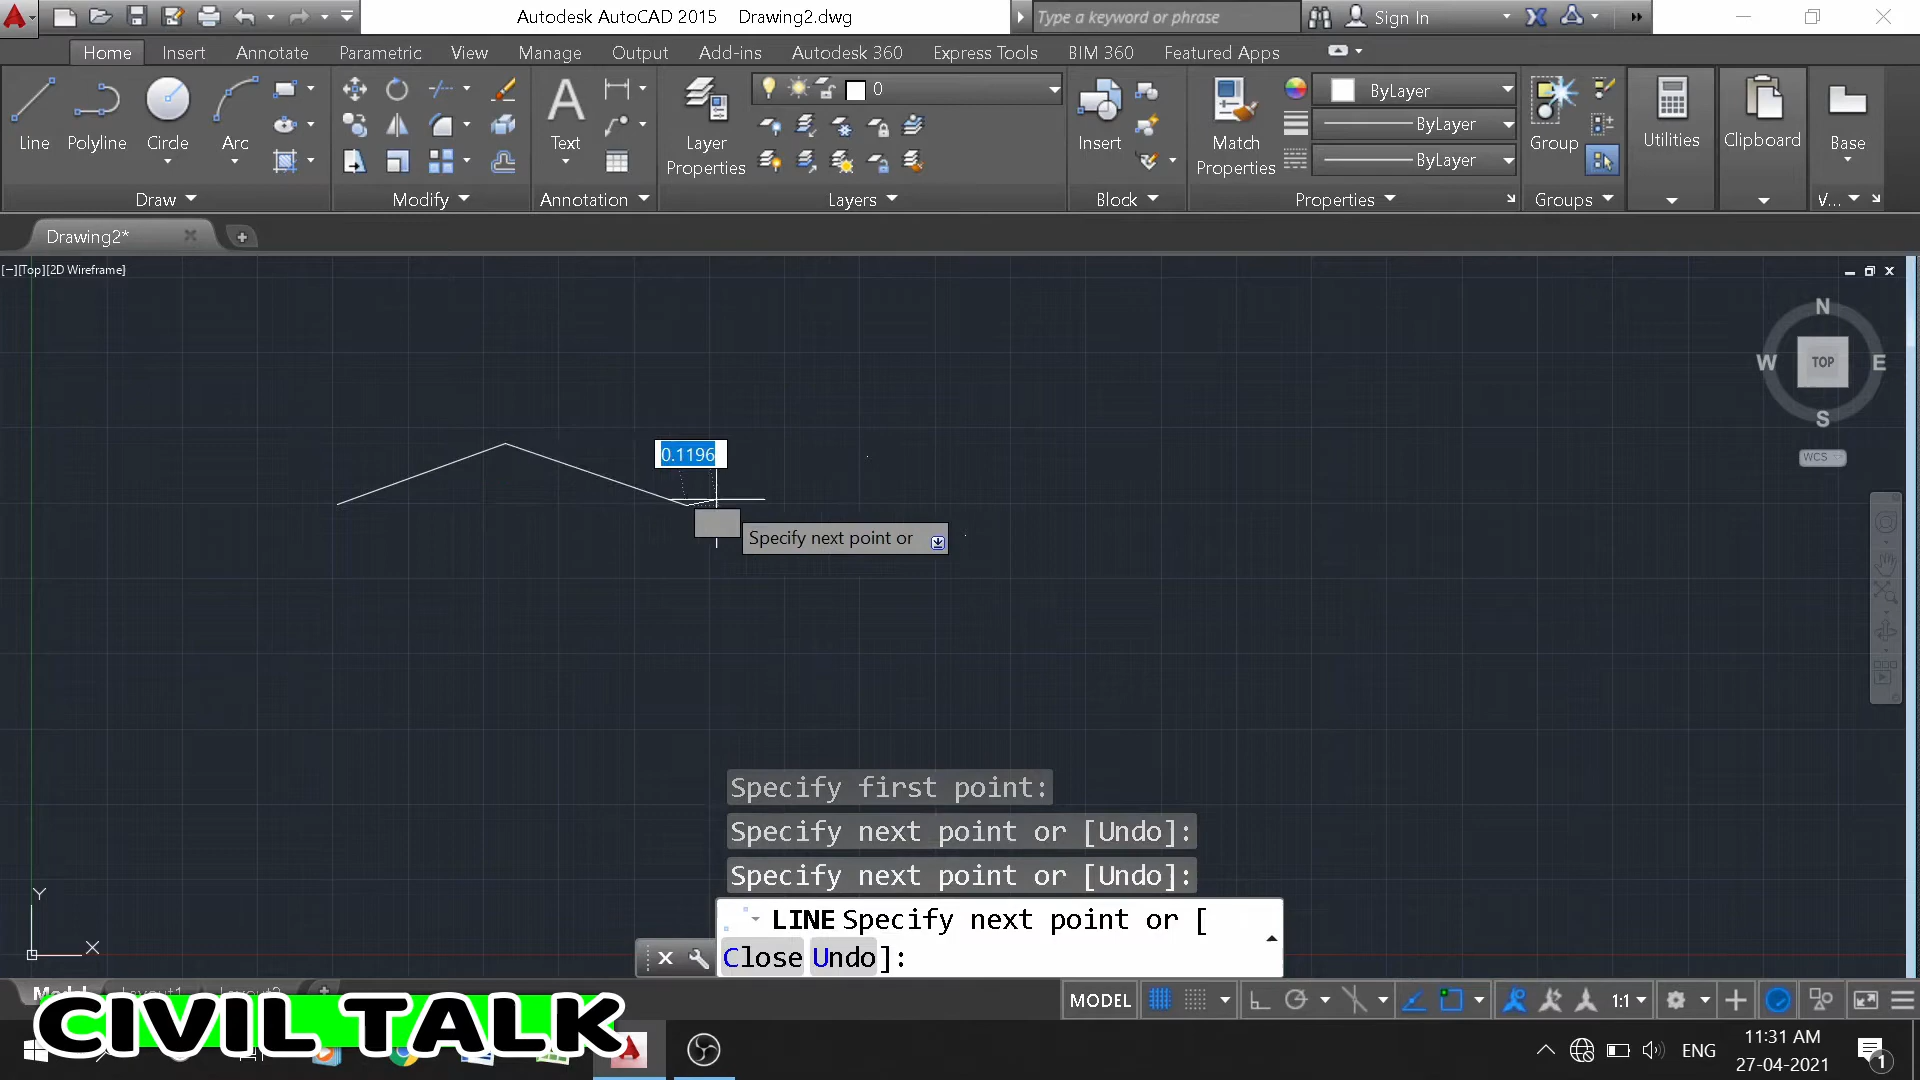 Autodesk AutoCAD 2015 Drawing2.dwg
Type a keyword or phrase
Sign In
Home Insert Annotate Parametric View Manage Output Add-ins Autodesk 360 Express Tools BIM 360 Featured Apps
Line Polyline Circle Arc
Text
Layer Properties
0
Insert
Match Properties
ByLayer
ByLayer
ByLayer
Group
Utilities
Clipboard
Base
Draw Modify Annotation Layers Block Properties Groups V...
Drawing2*
[−][Top][2D Wireframe]
N
W TOP E
S
WCS
0.1196
Specify next point or
Specify first point:
Specify next point or [Undo]:
Specify next point or [Undo]:
LINE Specify next point or [
Close Undo]:
Y
X
Model Layout1 Layout2
MODEL 1:1
CIVIL TALK
ENG
11:31 AM
27-04-2021
1